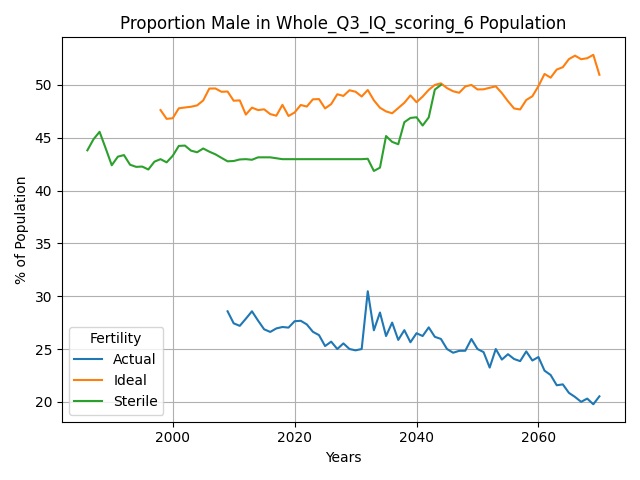 Proportion Male in Whole_Q3_IQ_scoring_6 Population
% of Population
50
45
40
35
30
25
20
Fertility
Actual
Ideal
Sterile
2000
2020
2040
2060
Years